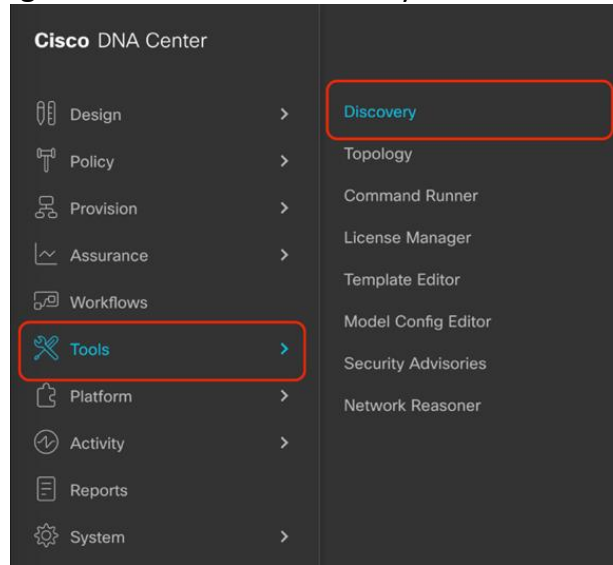 Cisco DNA Center
Design
Policy
Provision
Assurance
Workflows
Tools
Platform
Activity
Reports
System
Discovery
Topology
Command Runner
License Manager
Template Editor
Model Config Editor
Security Advisories
Network Reasoner